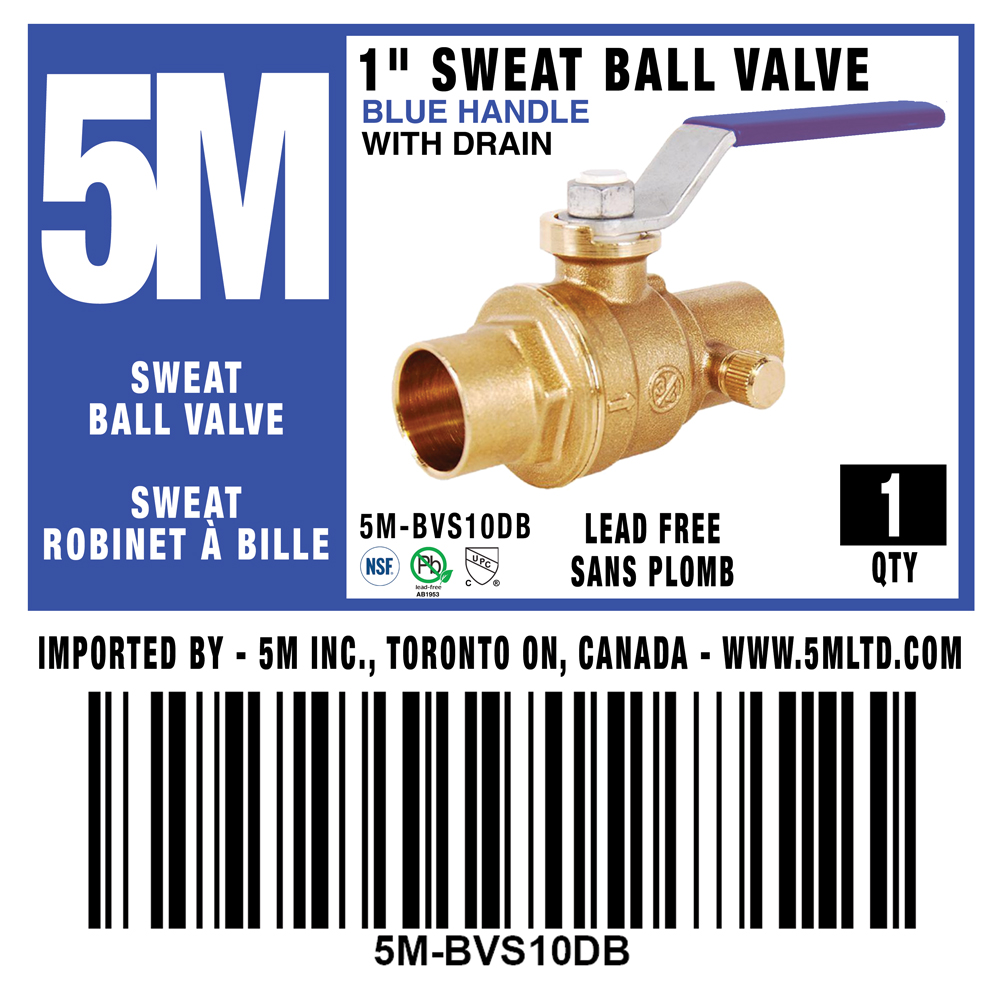 5M
SWEAT
BALL VALVE
SWEAT
ROBINET À BILLE
1" SWEAT BALL VALVE
BLUE HANDLE
WITH DRAIN
1
5M-BVS10DB
NSF
Pb
lead-free
AB1953
UPC
C ®
LEAD FREE
SANS PLOMB
1
QTY
IMPORTED BY - 5M INC., TORONTO ON, CANADA - WWW.5MLTD.COM
5M-BVS10DB